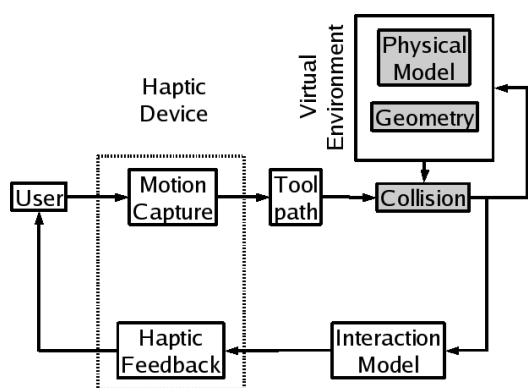 Physical
Model
Geometry
Virtual
Environment
Haptic
Device
User
Motion
Capture
Tool
path
Collision
Haptic
Feedback
Interaction
Model